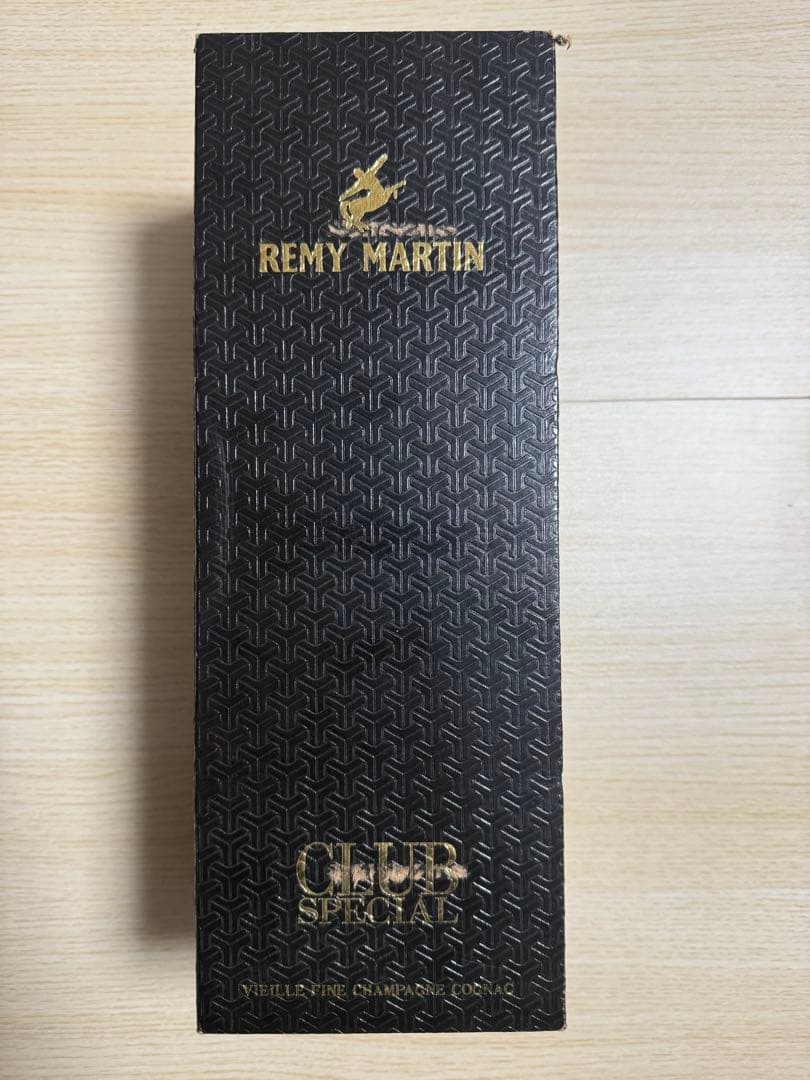 REMY MARTIN
CLUB
SPECIAL
VIEILLE FINE CHAMPAGNE COGNAC